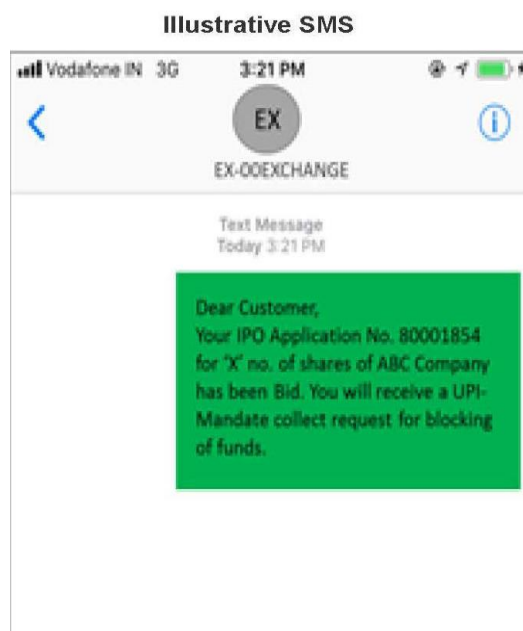 Illustrative SMS
Vodafone IN 3G 3:21 PM
EX
EX-OOEXCHANGE
Text Message
Today 3:21 PM
Dear Customer,
Your IPO Application No. 80001854
for 'X' no. of shares of ABC Company
has been Bid. You will receive a UPI-
Mandate collect request for blocking
of funds.